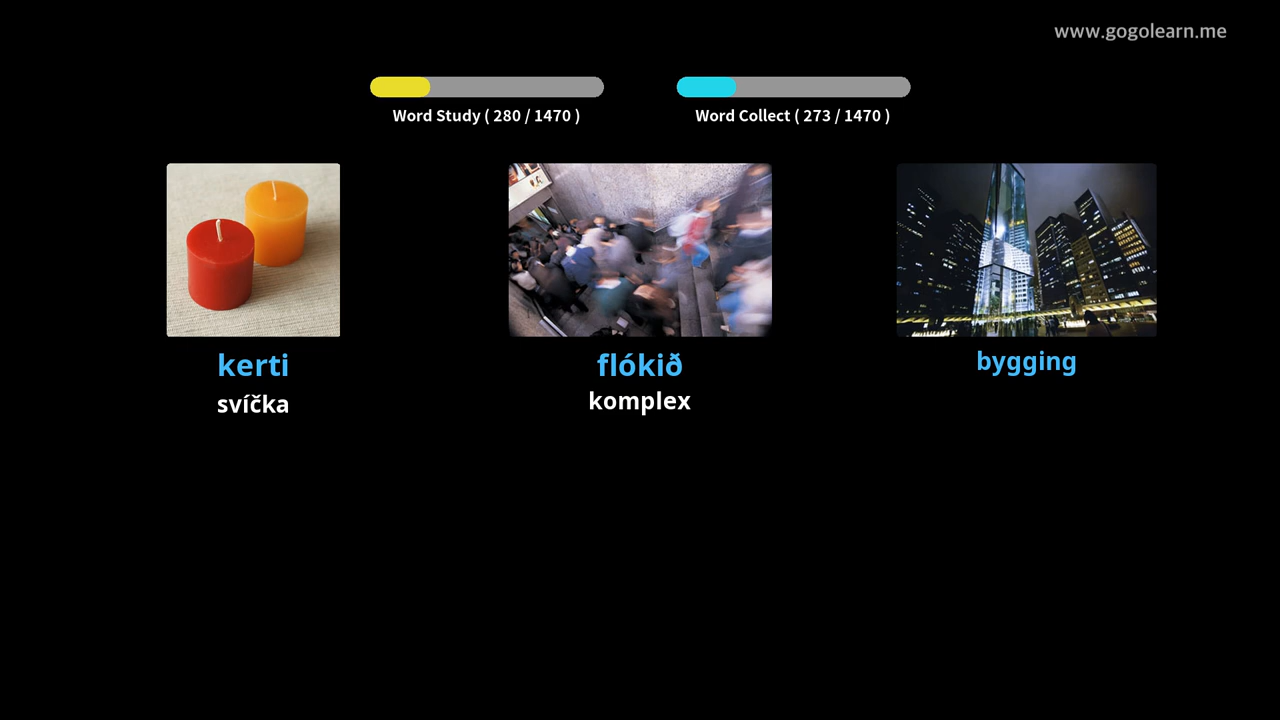 www.gogolearn.me
Word Study ( 280 / 1470 )
Word Collect ( 273 / 1470 )
kerti
svíčka
flókið
komplex
bygging